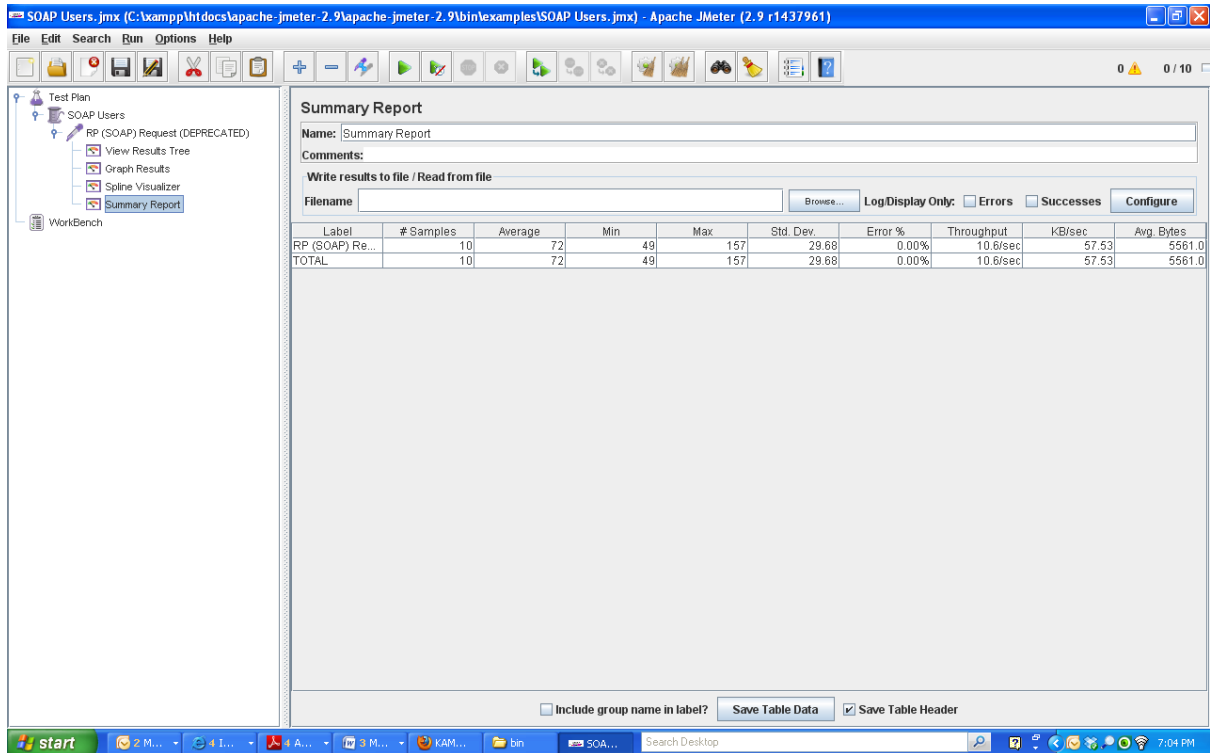 SOAP Users.jmx (C:\xampp\htdocs\apache-jmeter-2.9\apache-jmeter-2.9\bin\examples\SOAP Users.jmx) - Apache JMeter (2.9 r1437961)
File Edit Search Run Options Help
0 0 / 10
Test Plan
SOAP Users
RP (SOAP) Request (DEPRECATED)
View Results Tree
Graph Results
Spline Visualizer
Summary Report
WorkBench
Summary Report
Name: Summary Report
Comments:
Write results to file / Read from file
Filename Browse... Log/Display Only: Errors Successes Configure
Label # Samples Average Min Max Std. Dev. Error % Throughput KB/sec Avg. Bytes
RP (SOAP) Re... 10 72 49 157 29.68 0.00% 10.6/sec 57.53 5561.0
TOTAL 10 72 49 157 29.68 0.00% 10.6/sec 57.53 5561.0
Include group name in label? Save Table Data Save Table Header
start 2 M... 4 I... 4 A... 3 M... KAM... bin SOA... Search Desktop 7:04 PM